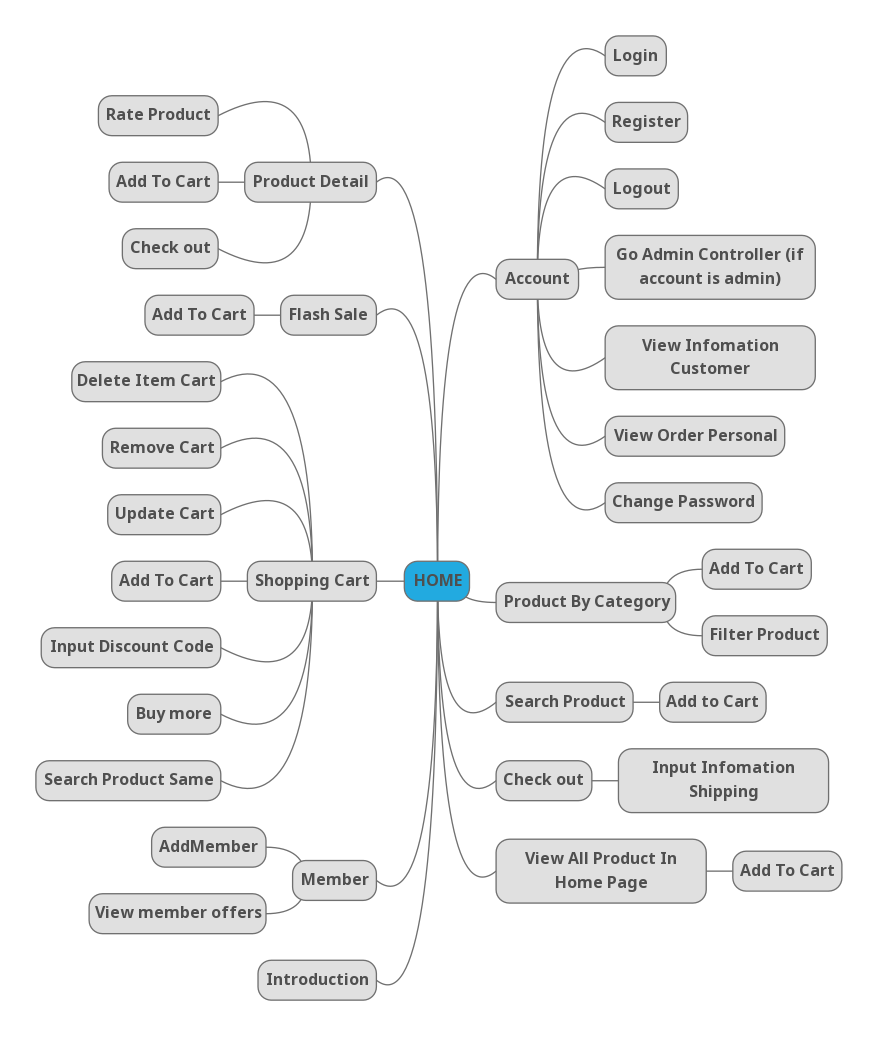 HOME
Product Detail
Rate Product
Add To Cart
Check out
Flash Sale
Add To Cart
Shopping Cart
Delete Item Cart
Remove Cart
Update Cart
Add To Cart
Input Discount Code
Buy more
Search Product Same
Member
AddMember
View member offers
Introduction
Account
Login
Register
Logout
Go Admin Controller (if
account is admin)
View Infomation
Customer
View Order Personal
Change Password
Product By Category
Add To Cart
Filter Product
Search Product
Add to Cart
Check out
Input Infomation
Shipping
View All Product In
Home Page
Add To Cart